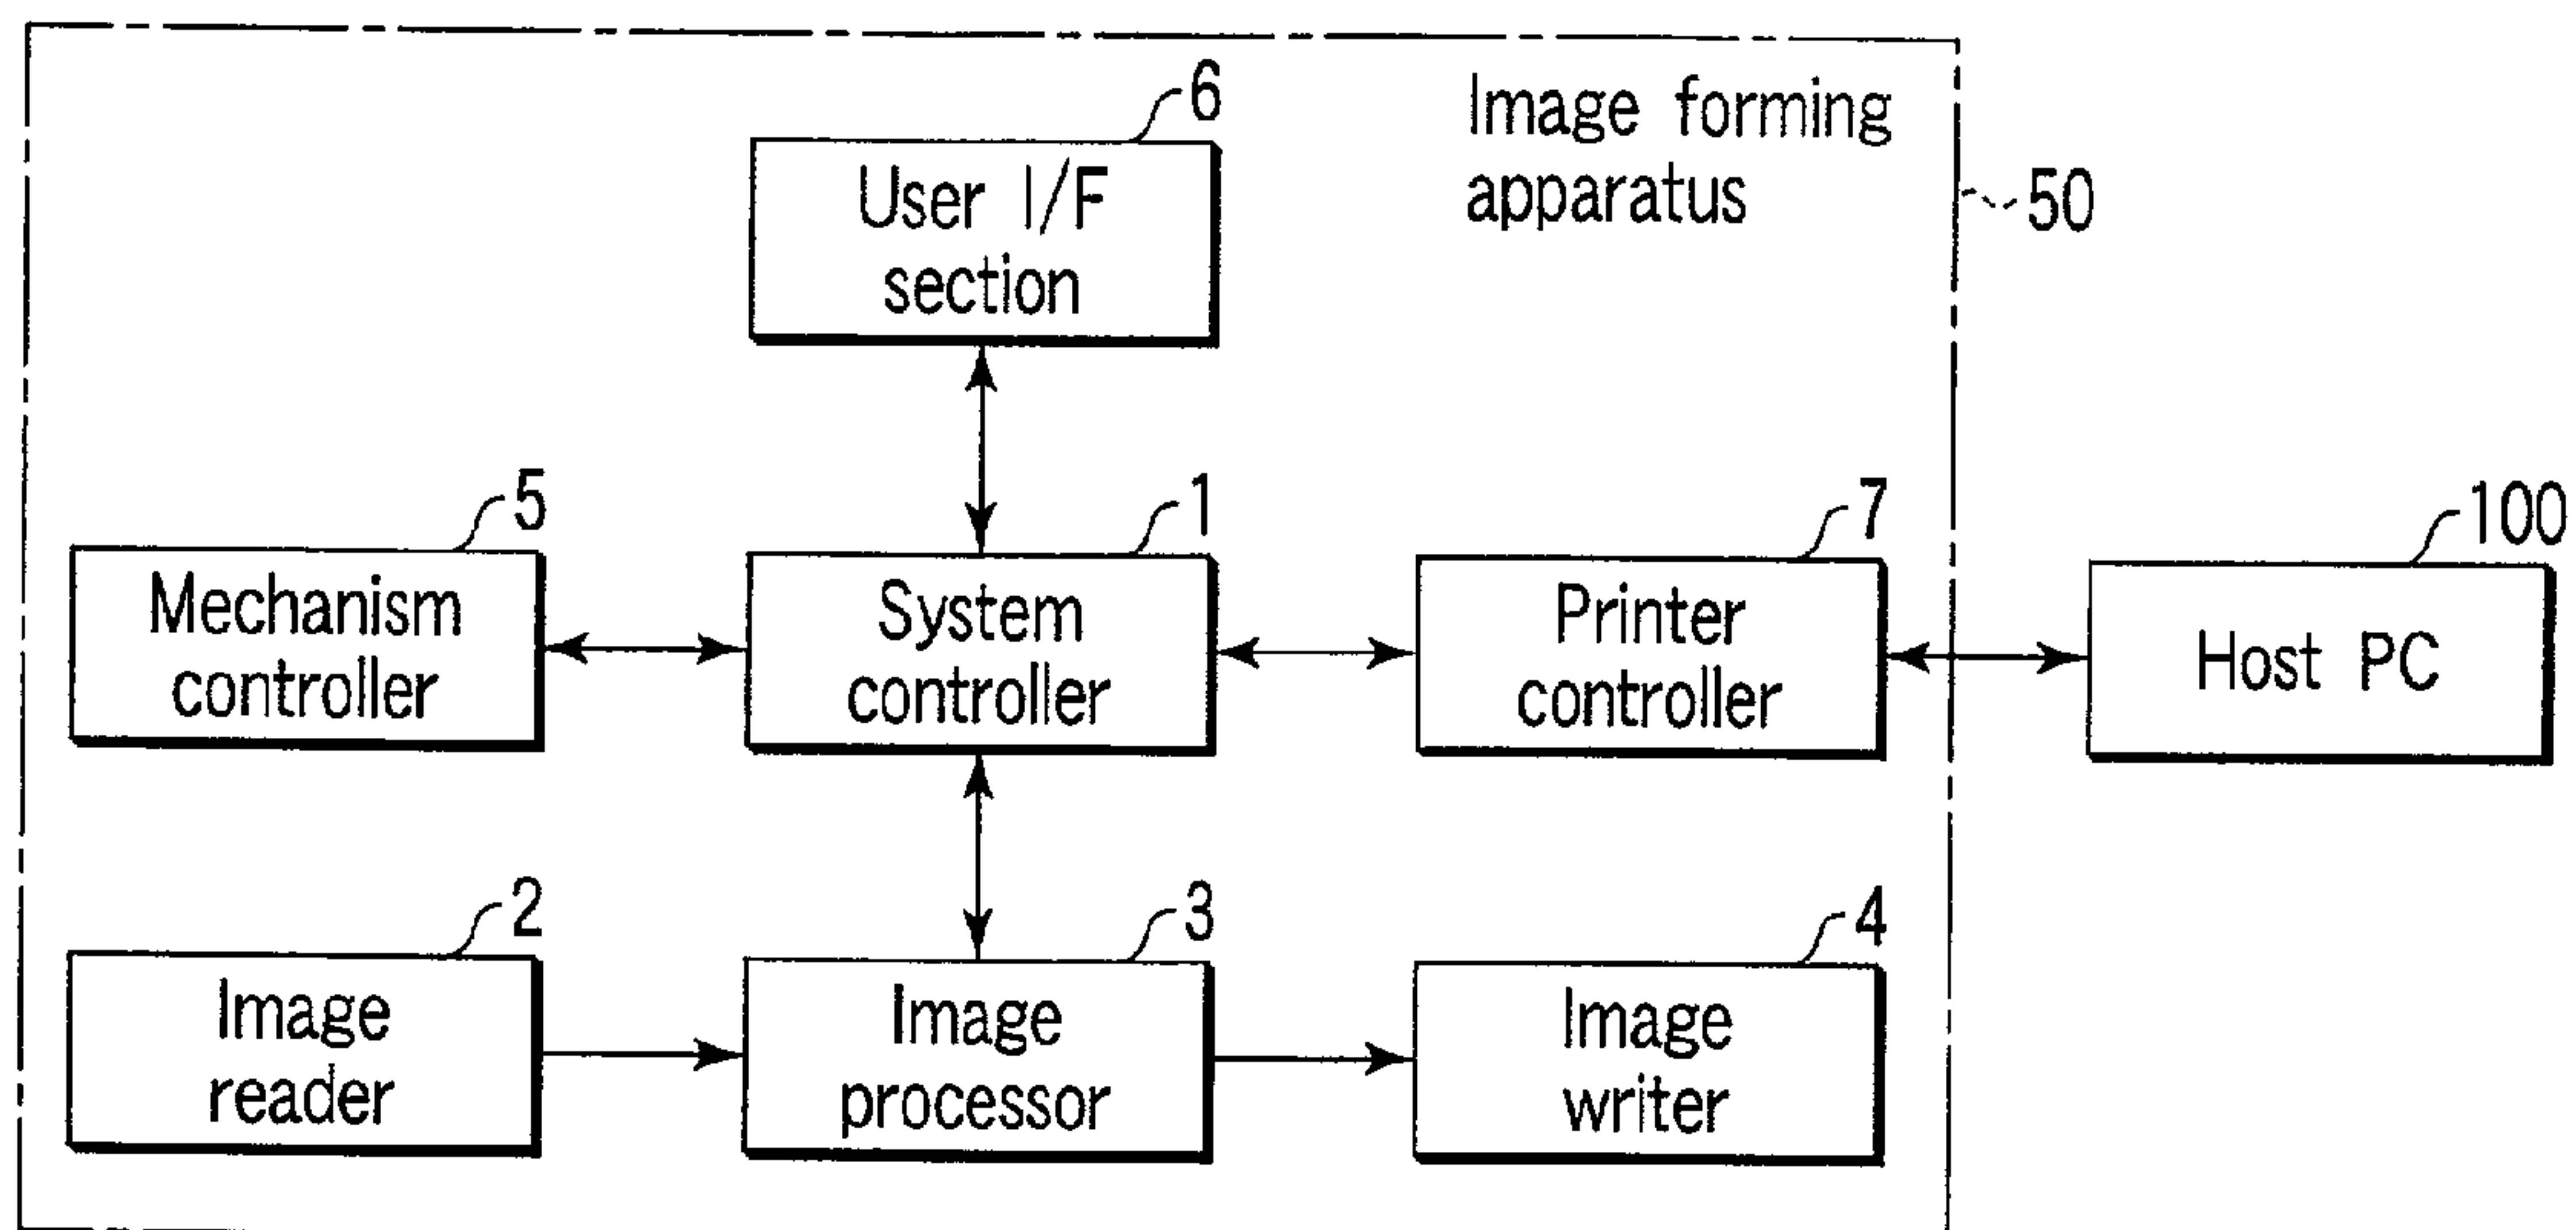 6
Image forming
apparatus
50
User I/F
section
5
1
7
100
Mechanism
controller
System
controller
Printer
controller
Host PC
2
3
4
Image
reader
Image
processor
Image
writer